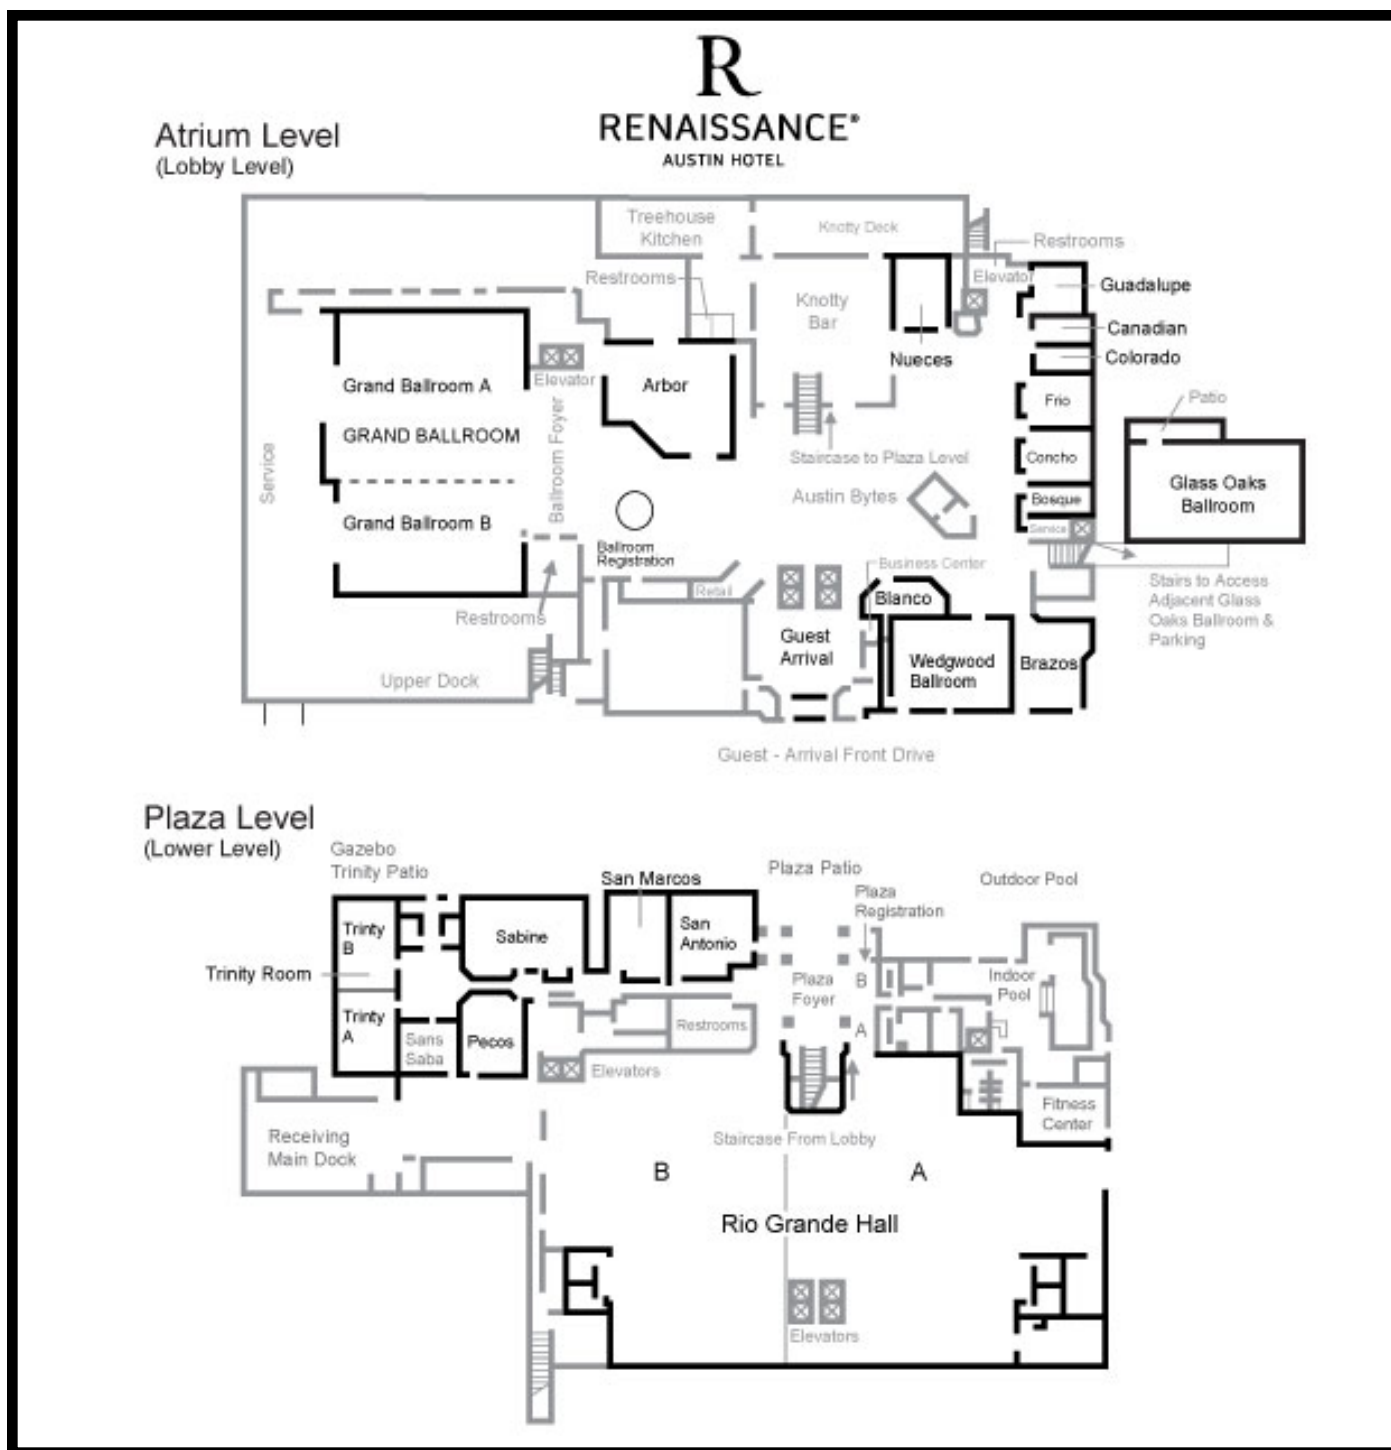 R
RENAISSANCE®
AUSTIN HOTEL
Atrium Level
(Lobby Level)
Treehouse
Kitchen
Knotty Deck
Restrooms
Restrooms
Elevator
Guadalupe
Knotty
Bar
Canadian
Nueces
Colorado
Grand Ballroom A
Elevator
Arbor
Frio
Patio
GRAND BALLROOM
Ballroom Foyer
Service
Staircase to Plaza Level
Concho
Glass Oaks
Ballroom
Austin Bytes
Bosque
Grand Ballroom B
Service
Ballroom
Registration
Business Center
Retail
Blanco
Stairs to Access
Adjacent Glass
Oaks Ballroom &
Parking
Restrooms
Guest
Arrival
Wedgwood
Ballroom
Brazos
Upper Dock
Guest - Arrival Front Drive
Plaza Level
(Lower Level)
Gazebo
Trinity Patio
San Marcos
Plaza Patio
Plaza
Registration
Outdoor Pool
Trinty
B
Sabine
San
Antonio
Trinity Room
Plaza
Foyer
B
Indoor
Pool
Trinty
A
Sans
Saba
Pecos
Restrooms
A
Elevators
Fitness
Center
Receiving
Main Dock
Staircase From Lobby
B
A
Rio Grande Hall
Elevators